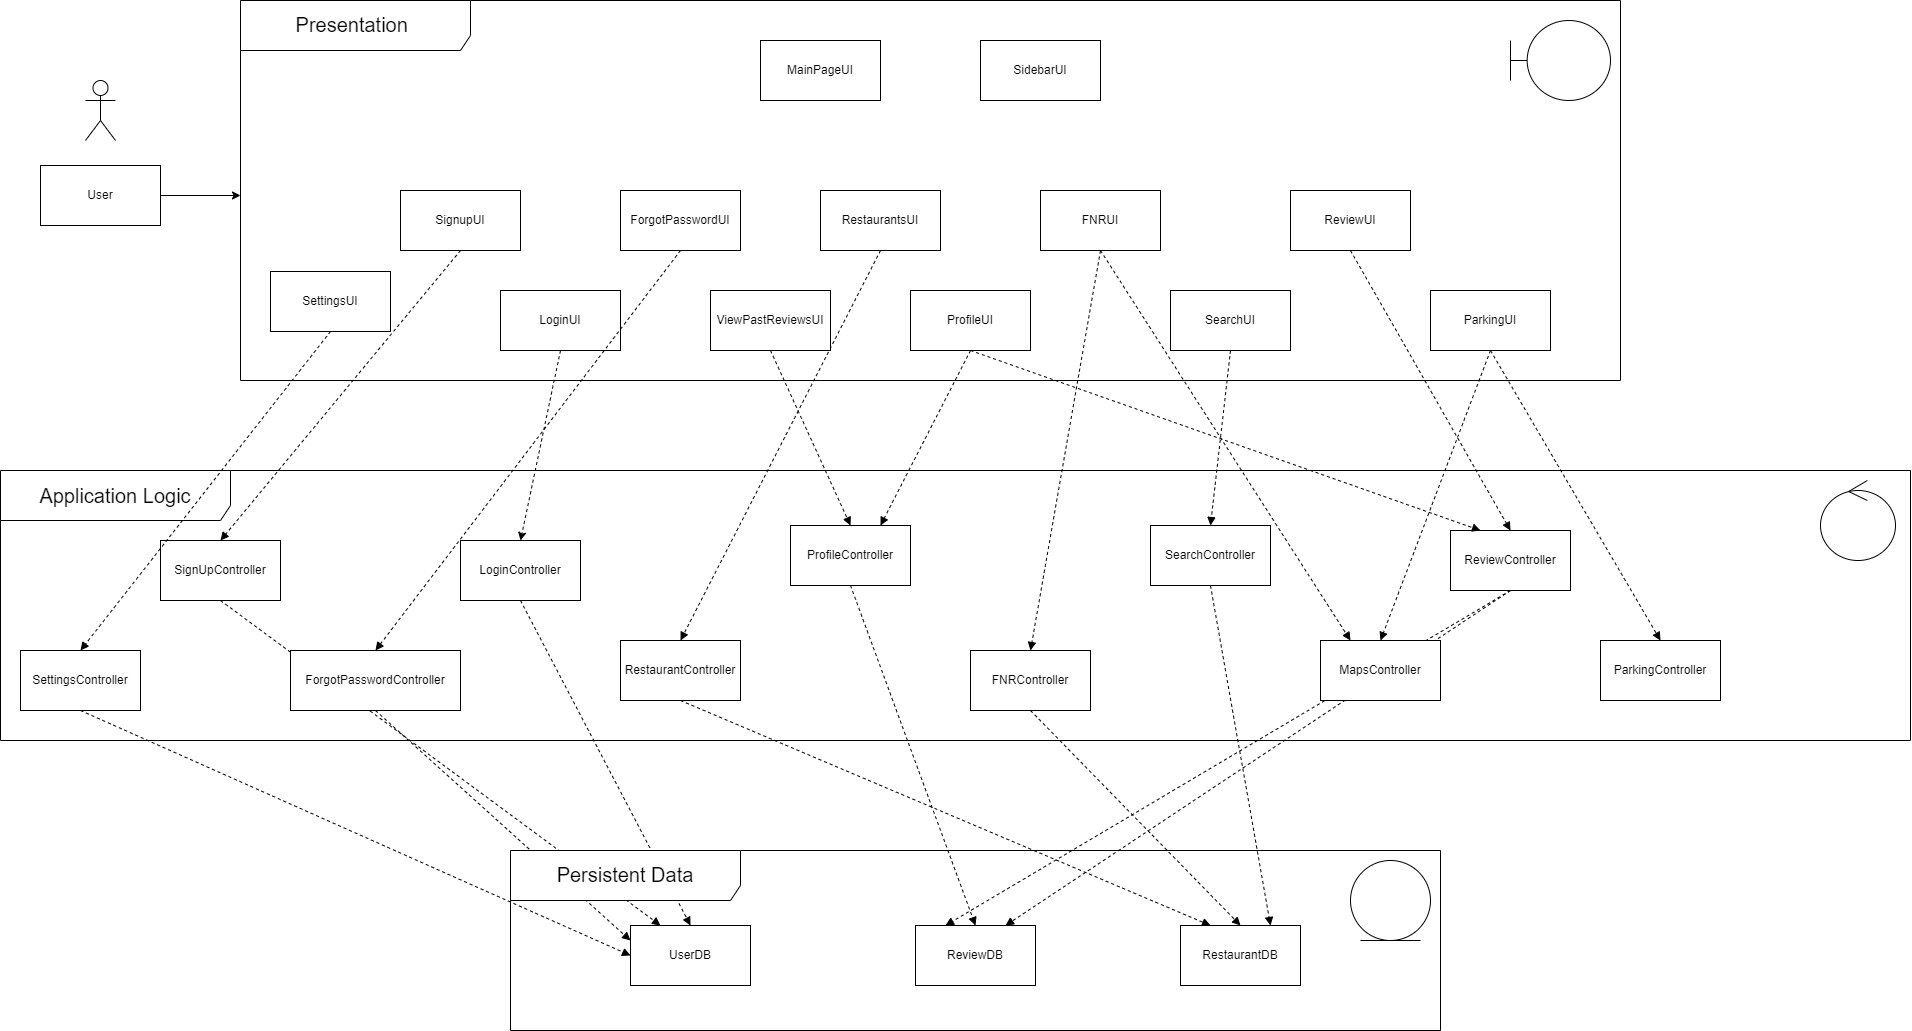 Presentation
MainPageUI
SidebarUI
User
SignupUI
ForgotPasswordUI
RestaurantsUI
FNRUI
ReviewUI
SettingsUI
LoginUI
ViewPastReviewsUI
ProfileUI
SearchUI
ParkingUI
Application Logic
SignUpController
LoginController
ProfileController
SearchController
ReviewController
SettingsController
ForgotPasswordController
RestaurantController
FNRController
MapsController
ParkingController
Persistent Data
UserDB
ReviewDB
RestaurantDB